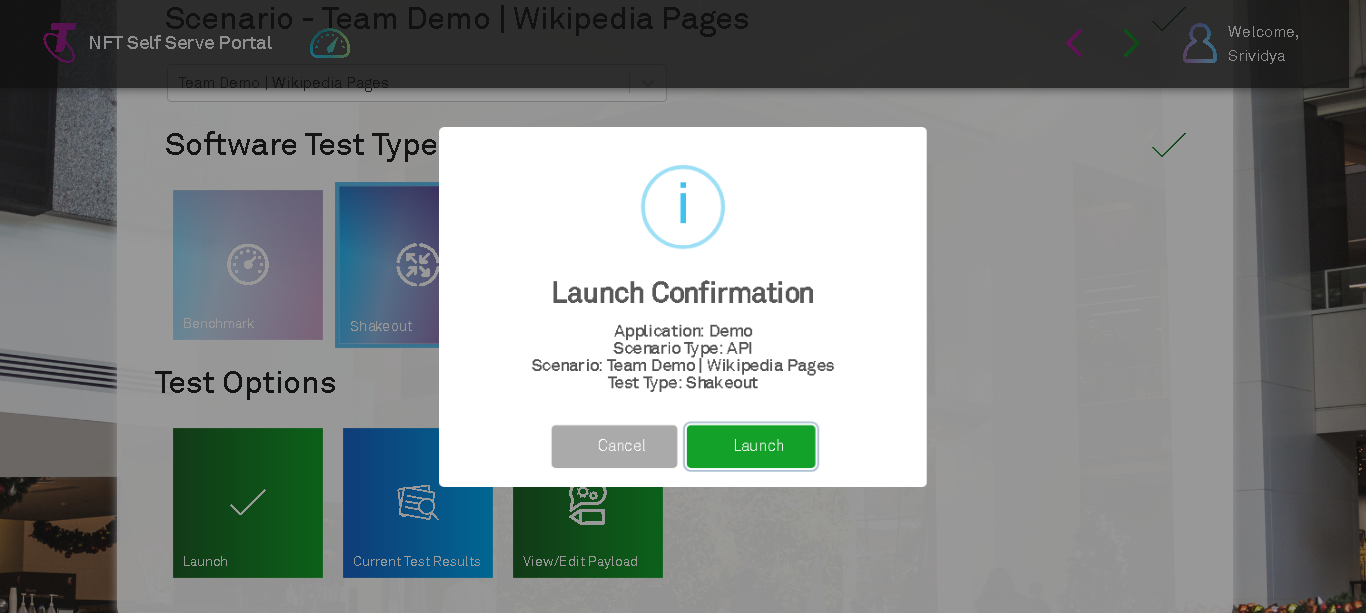 Scenario - Team Demo | Wikipedia Pages
NFT Self Serve Portal
Welcome,
Srividya
Team Demo | Wikipedia Pages
Software Test Type
Benchmark
Shakeout
Launch Confirmation
Application: Demo
Scenario Type: API
Scenario: Team Demo | Wikipedia Pages
Test Type: Shakeout
Cancel
Launch
Test Options
Launch
Current Test Results
View/Edit Payload